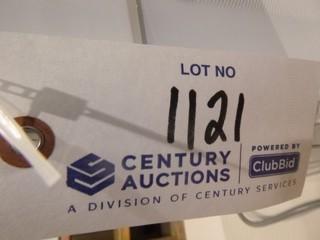 LOT NO
1121
CENTURY AUCTIONS
POWERED BY
ClubBid
A DIVISION OF CENTURY SERVICES